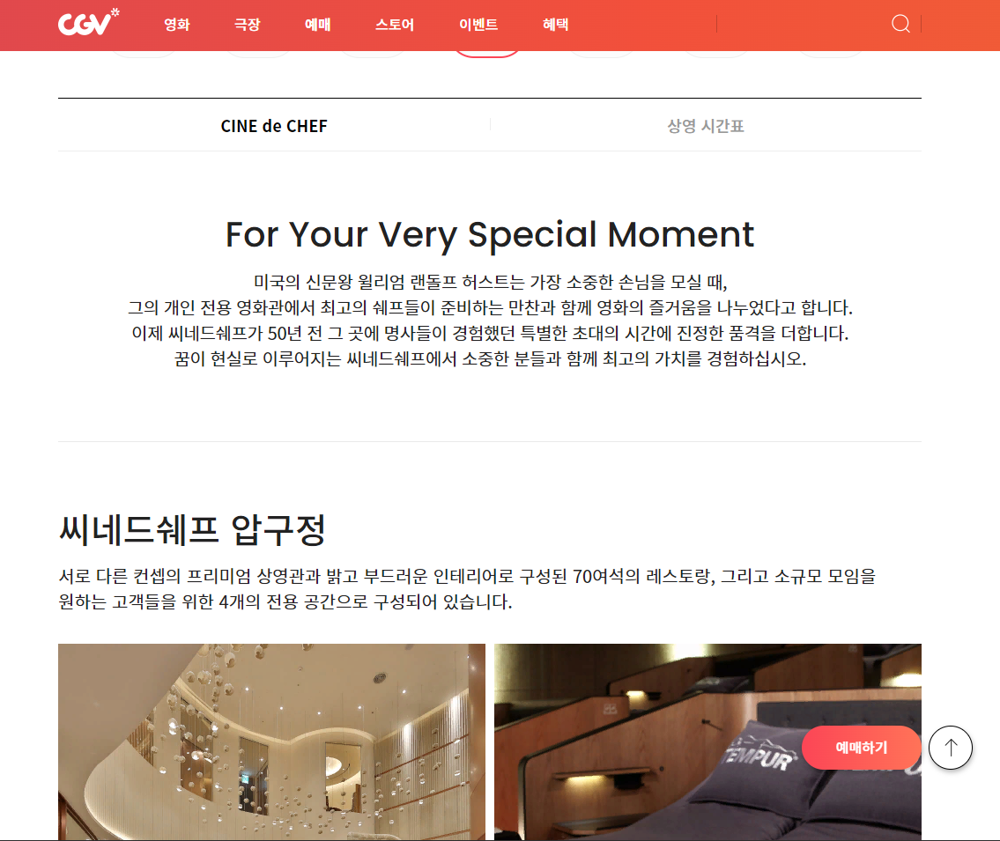 CGV
영화
극장
예매
스토어
이벤트
혜택
CINE de CHEF
상영 시간표
For Your Very Special Moment
미국의 신문왕 윌리엄 랜돌프 허스트는 가장 소중한 손님을 모실 때,
그의 개인 전용 영화관에서 최고의 쉐프들이 준비하는 만찬과 함께 영화의 즐거움을 나누었다고 합니다.
이제 씨네드쉐프가 50년 전 그 곳에 명사들이 경험했던 특별한 초대의 시간에 진정한 품격을 더합니다.
꿈이 현실로 이루어지는 씨네드쉐프에서 소중한 분들과 함께 최고의 가치를 경험하십시오.
씨네드쉐프 압구정
서로 다른 컨셉의 프리미엄 상영관과 밝고 부드러운 인테리어로 구성된 70여석의 레스토랑, 그리고 소규모 모임을
원하는 고객들을 위한 4개의 전용 공간으로 구성되어 있습니다.
TEMPUR
예매하기